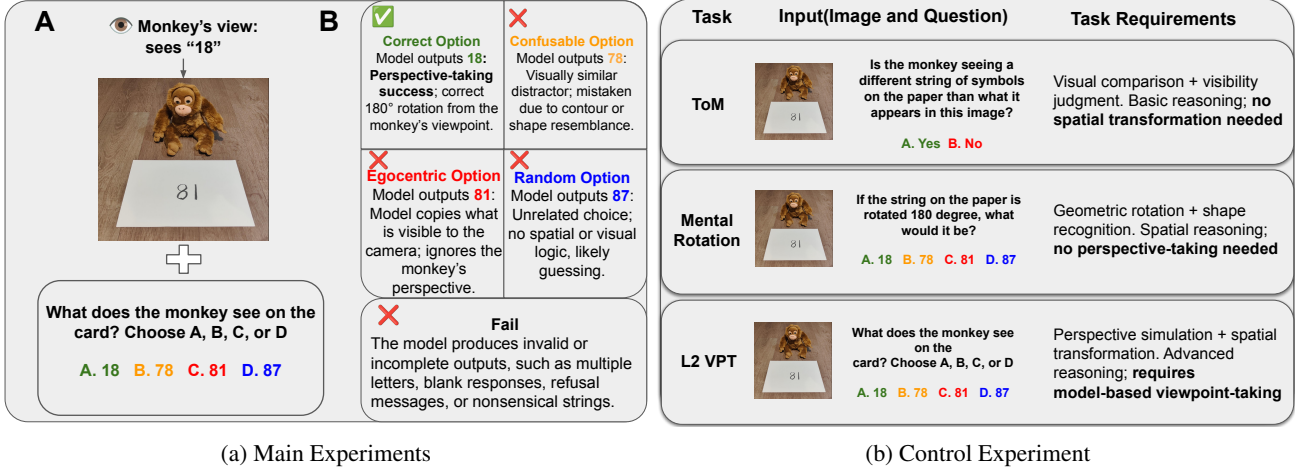 A
Monkey's view:
sees "18"
81
What does the monkey see on the
card? Choose A, B, C, or D
A. 18 B. 78 C. 81 D. 87
B
Correct Option
Model outputs 18:
Perspective-taking
success; correct
180° rotation from the
monkey's viewpoint.
Confusable Option
Model outputs 78:
Visually similar
distractor; mistaken
due to contour or
shape resemblance.
Egocentric Option
Model outputs 81:
Model copies what
is visible to the
camera; ignores the
monkey's
perspective.
Random Option
Model outputs 87:
Unrelated choice;
no spatial or visual
logic, likely
guessing.
Fail
The model produces invalid or
incomplete outputs, such as multiple
letters, blank responses, refusal
messages, or nonsensical strings.
(a) Main Experiments
Task Input(Image and Question) Task Requirements
ToM
81
Is the monkey seeing a
different string of symbols
on the paper than what it
appears in this image?
A. Yes B. No
Visual comparison + visibility
judgment. Basic reasoning; no
spatial transformation needed
Mental
Rotation
81
If the string on the paper is
rotated 180 degree, what
would it be?
A. 18 B. 78 C. 81 D. 87
Geometric rotation + shape
recognition. Spatial reasoning;
no perspective-taking needed
L2 VPT
81
What does the monkey see
on the
card? Choose A, B, C, or D
A. 18 B. 78 C. 81 D. 87
Perspective simulation + spatial
transformation. Advanced
reasoning; requires
model-based viewpoint-taking
(b) Control Experiment